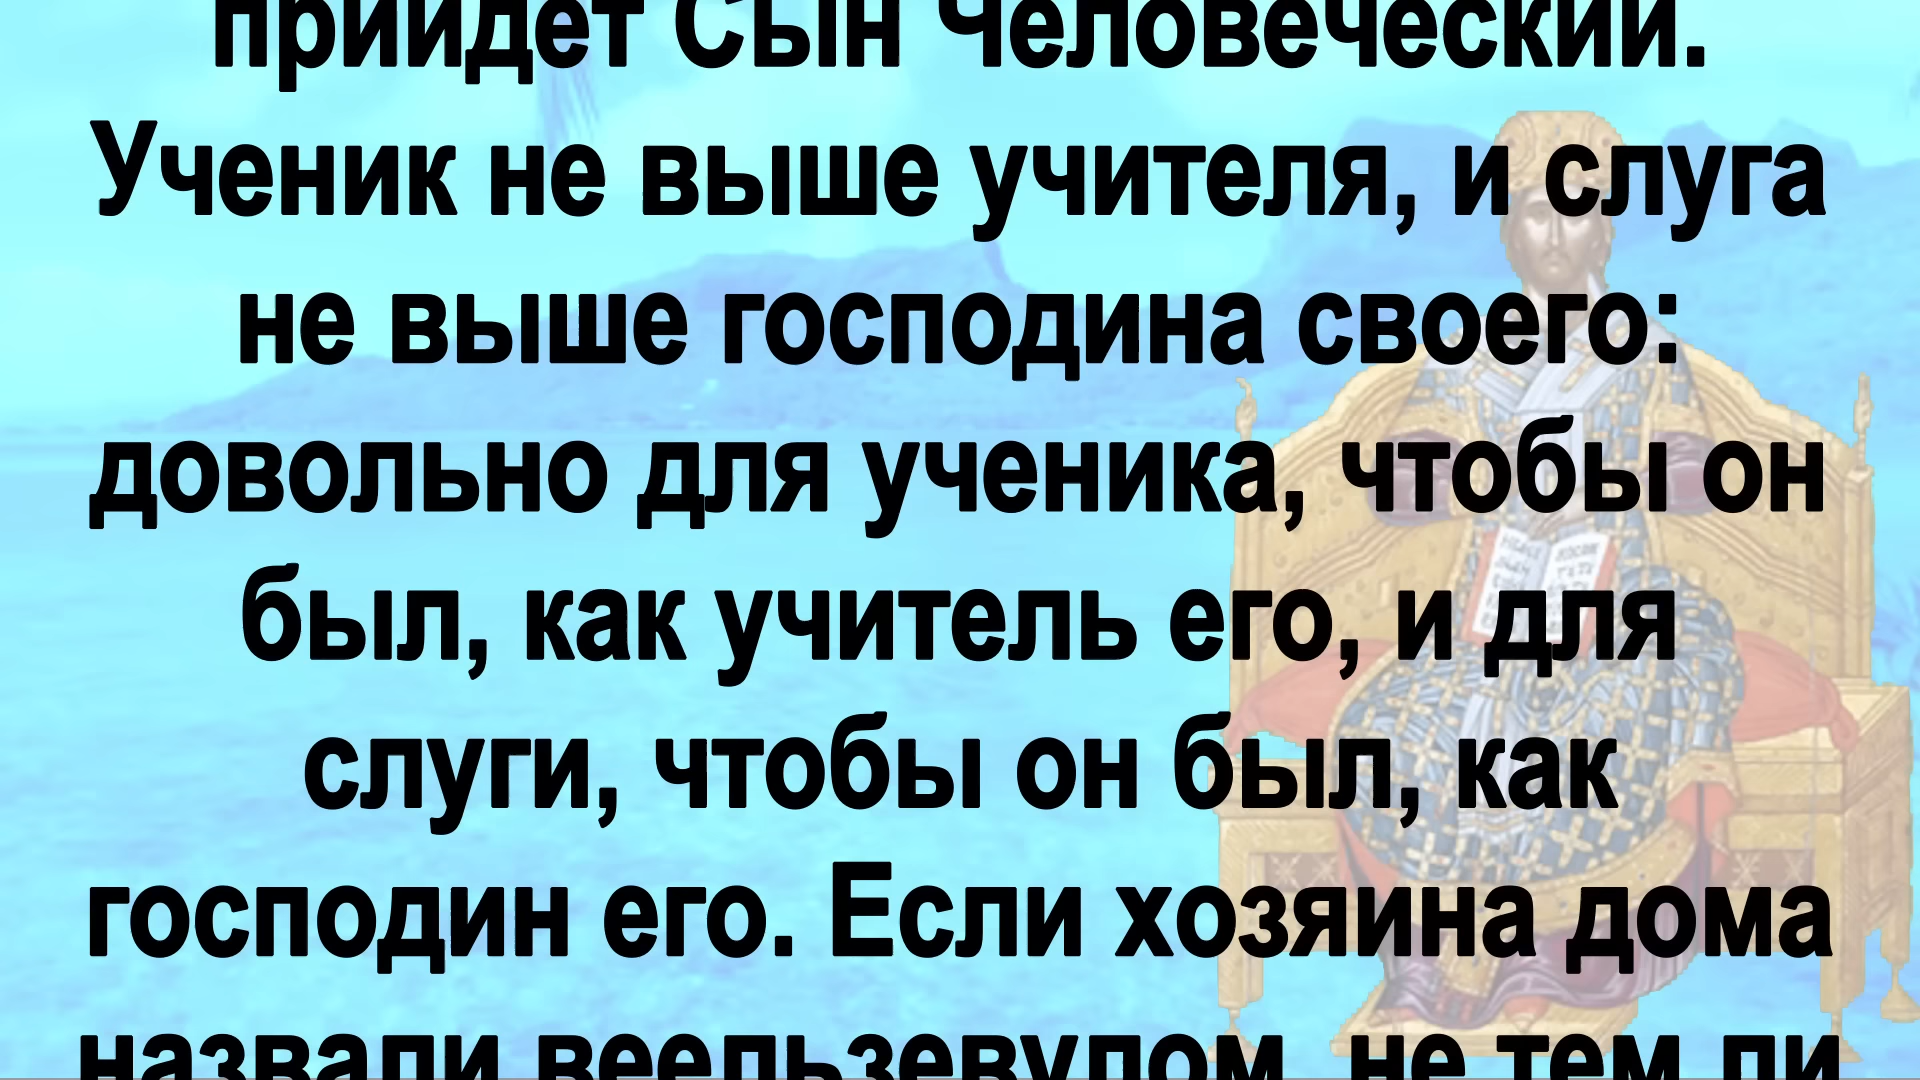 приидет Сын Человеческий.
Ученик не выше учителя, и слуга
не выше господина своего:
довольно для ученика, чтобы он
был, как учитель его, и для
слуги, чтобы он был, как
господин его. Если хозяина дома
назвали веельзевулом, не тем ли